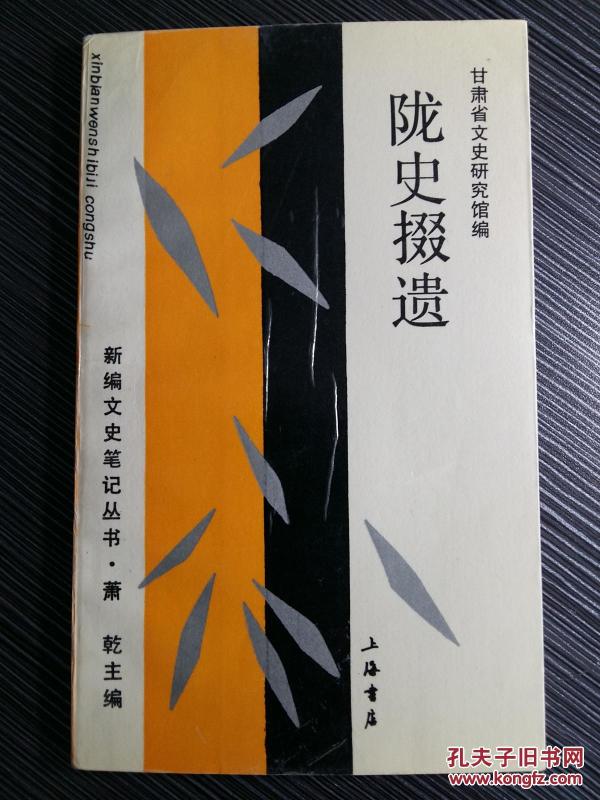 甘肃省文史研究馆编
陇史掇遗
xinbianwenshibiji congshu
新编文史笔记丛书·萧 乾主编
上海书店
孔夫子旧书网
www.kongfz.com